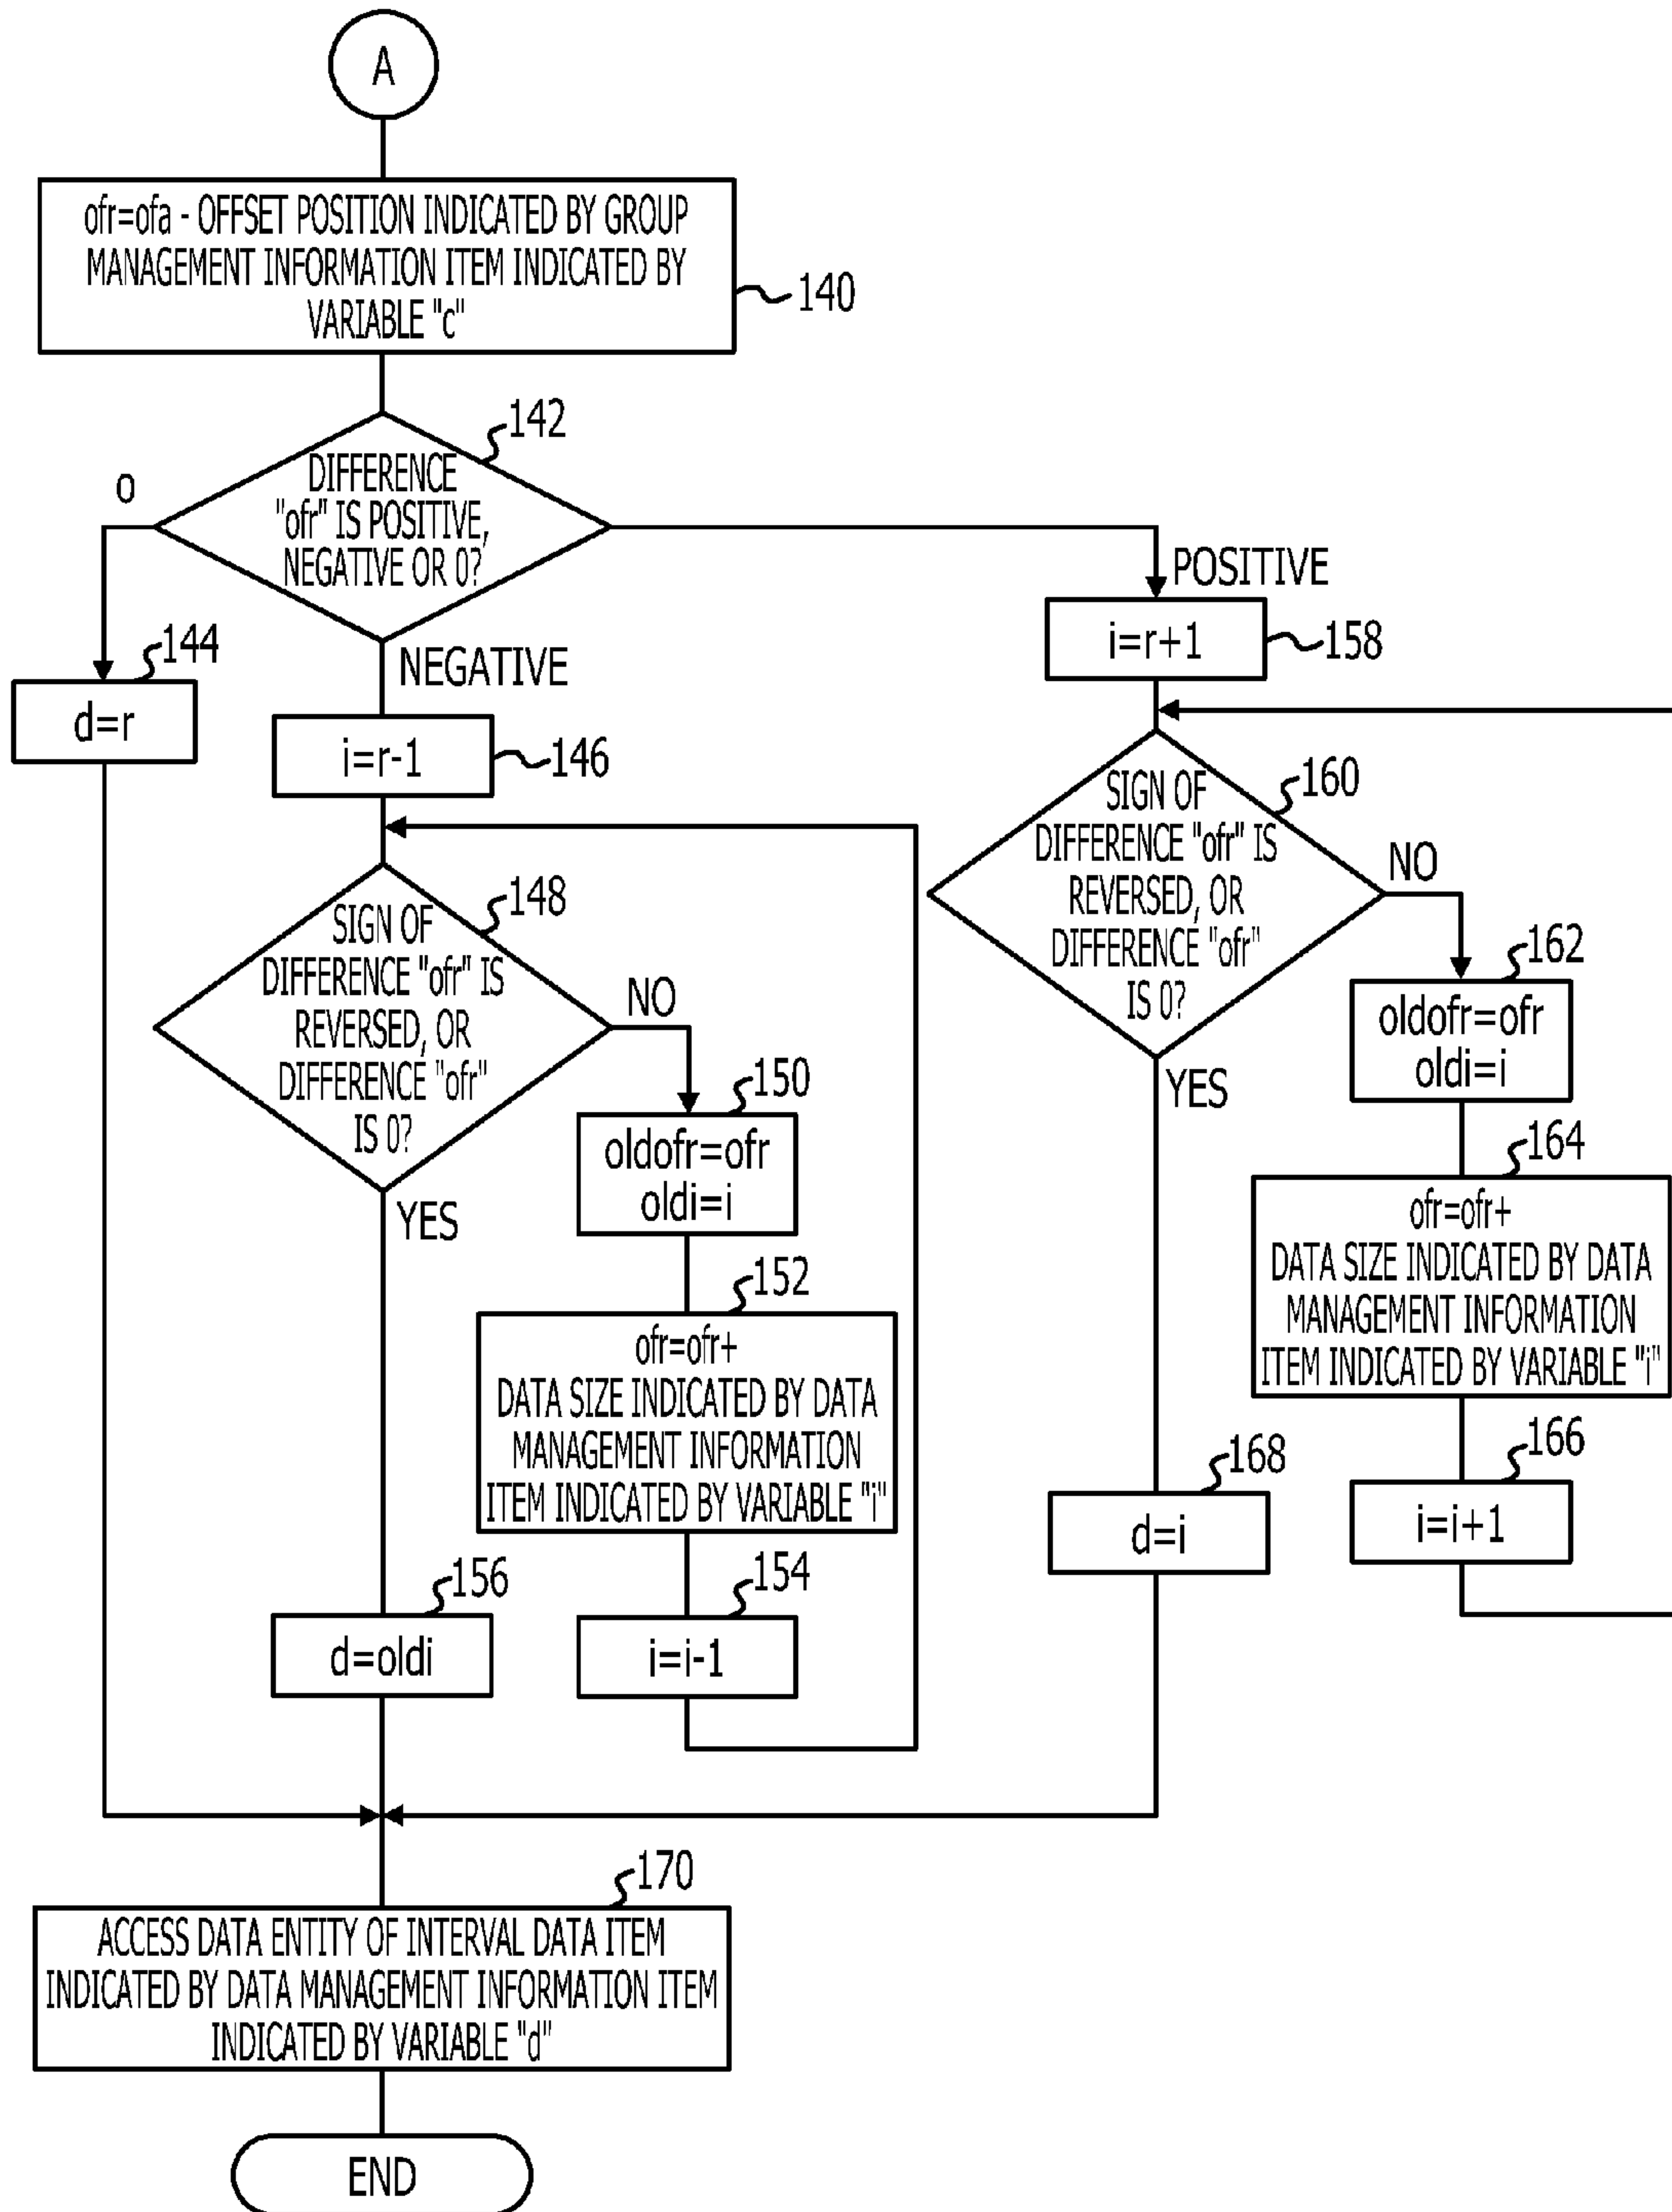 A
ofr=ofa - OFFSET POSITION INDICATED BY GROUP
MANAGEMENT INFORMATION ITEM INDICATED BY
VARIABLE "c"
140
142
DIFFERENCE
"ofr" IS POSITIVE,
NEGATIVE OR 0?
o
POSITIVE
NEGATIVE
144
d=r
i=r-1
146
i=r+1
158
148
SIGN OF
DIFFERENCE "ofr" IS
REVERSED, OR
DIFFERENCE "ofr"
IS 0?
NO
YES
150
oldofr=ofr
oldi=i
152
ofr=ofr+
DATA SIZE INDICATED BY DATA
MANAGEMENT INFORMATION
ITEM INDICATED BY VARIABLE "i"
154
i=i-1
156
d=oldi
160
SIGN OF
DIFFERENCE "ofr" IS
REVERSED, OR
DIFFERENCE "ofr"
IS 0?
NO
YES
162
oldofr=ofr
oldi=i
164
ofr=ofr+
DATA SIZE INDICATED BY DATA
MANAGEMENT INFORMATION
ITEM INDICATED BY VARIABLE "i"
166
i=i+1
168
d=i
170
ACCESS DATA ENTITY OF INTERVAL DATA ITEM
INDICATED BY DATA MANAGEMENT INFORMATION ITEM
INDICATED BY VARIABLE "d"
END